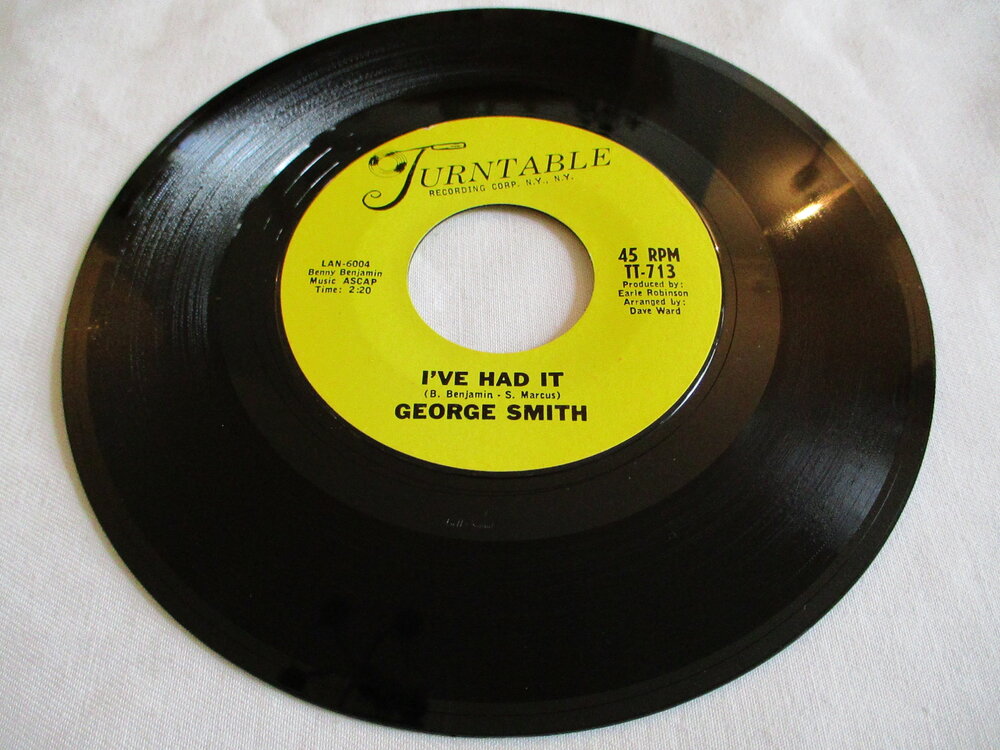 TURNTABLE
RECORDING CORP. N.Y., N.Y.
LAN-6004
Benny Benjamin
Music ASCAP
Time: 2:20
45 RPM
TT-713
Produced by:
Earle Robinson
Arranged by:
Dave Ward
I'VE HAD IT
(B. Benjamin - S. Marcus)
GEORGE SMITH